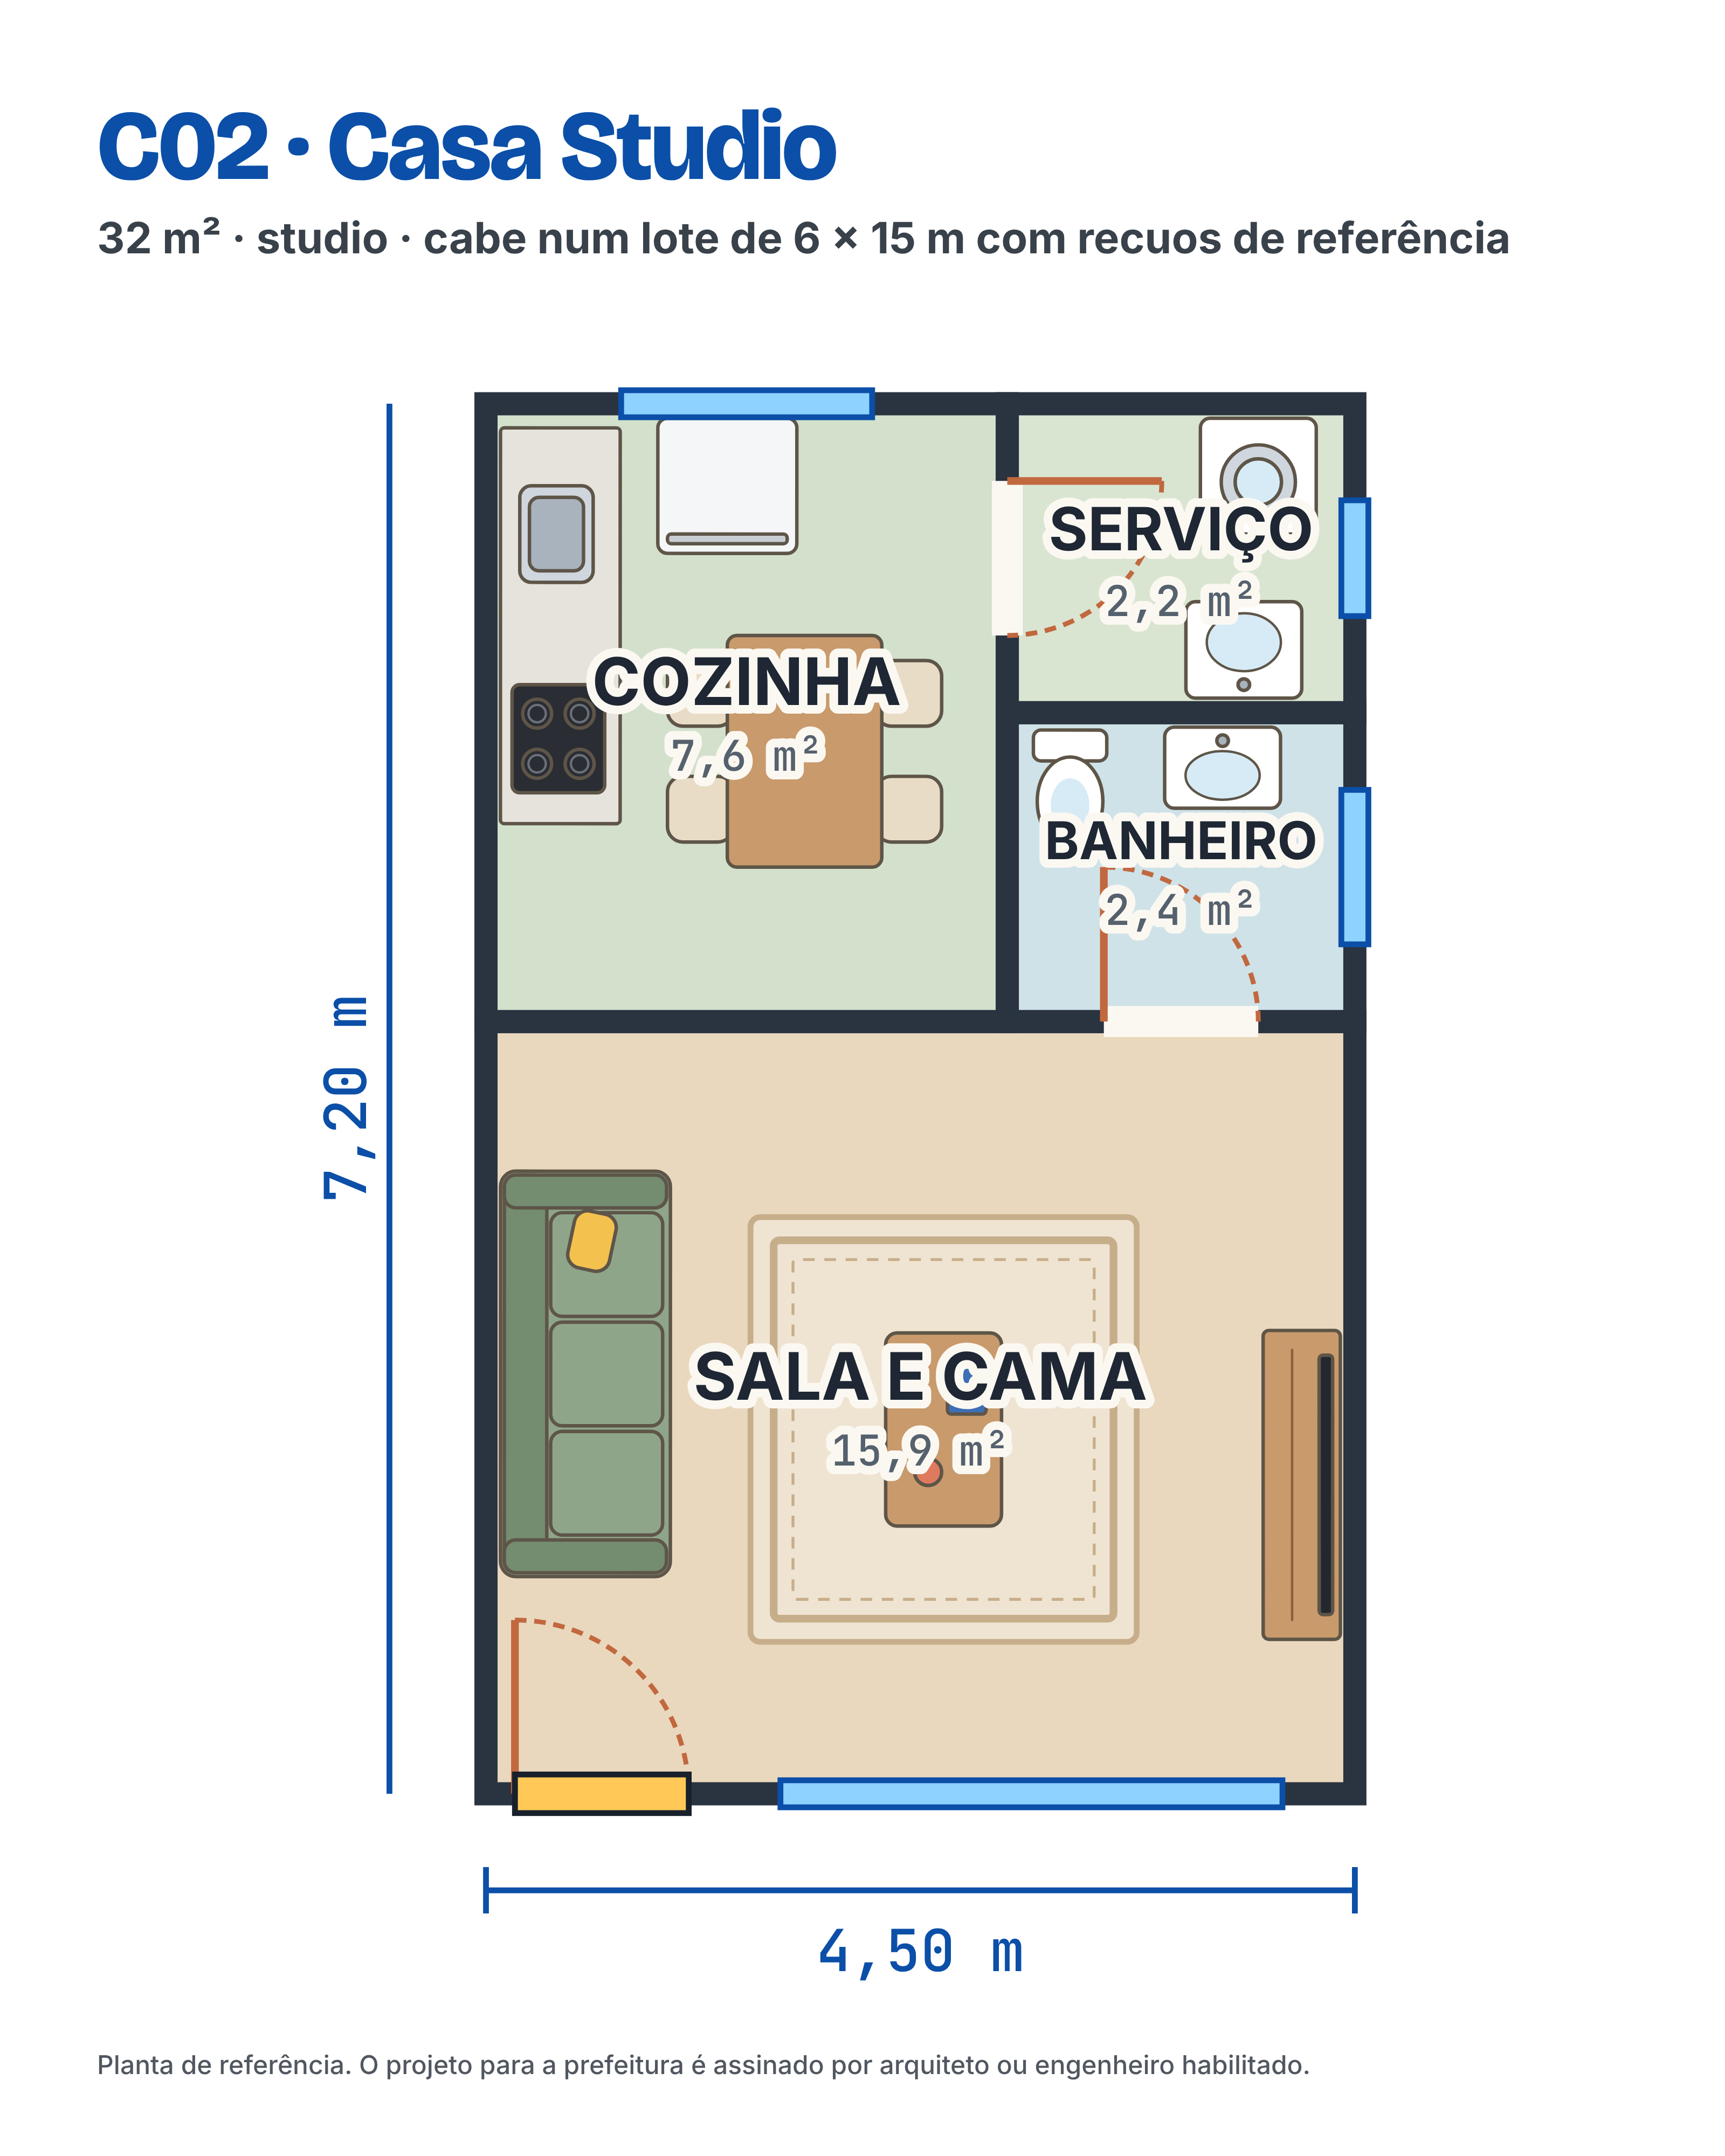 C02 · Casa Studio
32 m² · studio · cabe num lote de 6 × 15 m com recuos de referência
SERVIÇO
2,2 m²
COZINHA
7,6 m²
BANHEIRO
2,4 m²
7,20 m
SALA E CAMA
15,9 m²
4,50 m
Planta de referência. O projeto para a prefeitura é assinado por arquiteto ou engenheiro habilitado.